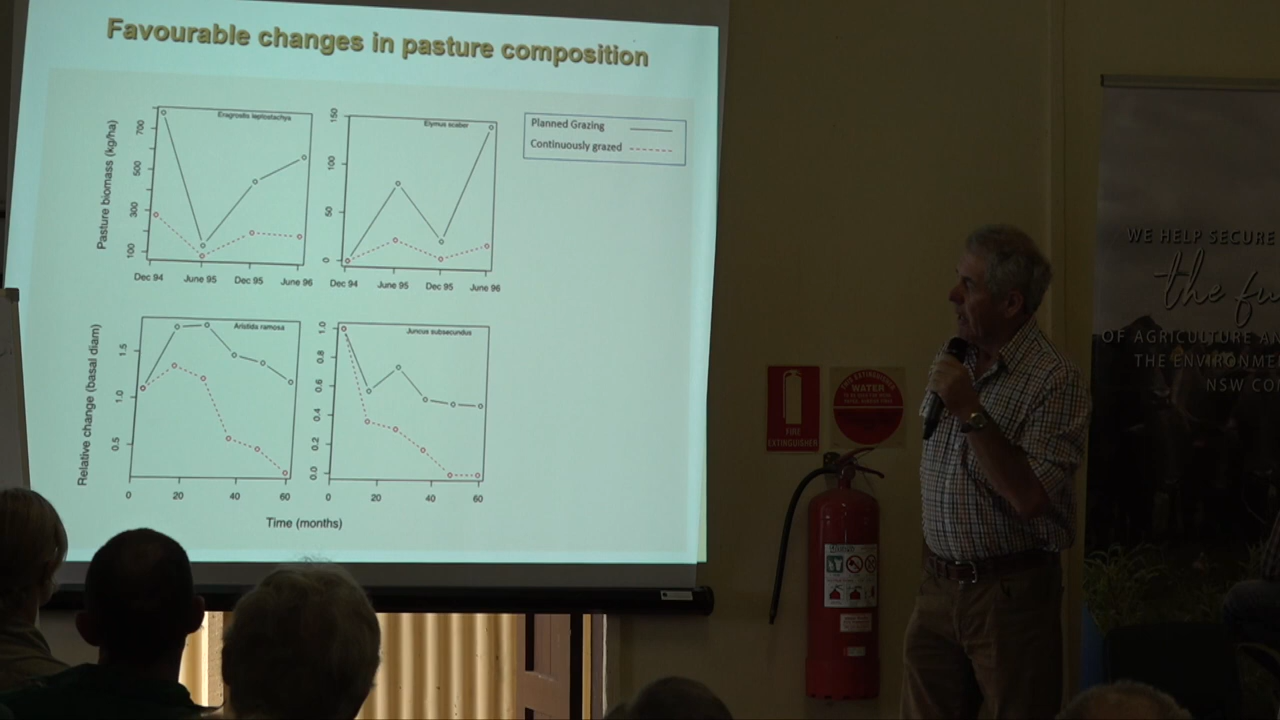 Favourable changes in pasture composition
Planned Grazing
Continuously grazed
Pasture biomass (kg/ha)
Eragrostis leptostachya
700
500
300
100
Dec 94
June 95
Dec 95
June 96
Elymus scaber
150
100
50
0
Dec 94
June 95
Dec 95
June 96
Relative change (basal diam)
Aristida ramosa
1.5
1.0
0.5
0
20
40
60
Juncus subsecundus
1.0
0.8
0.6
0.4
0.2
0.0
0
20
40
60
Time (months)
FIRE
EXTINGUISHER
THIS EXTINGUISHER
WATER
WE HELP SECURE
the fu
OF AGRICULTURE AN
THE ENVIRONME
NSW CO